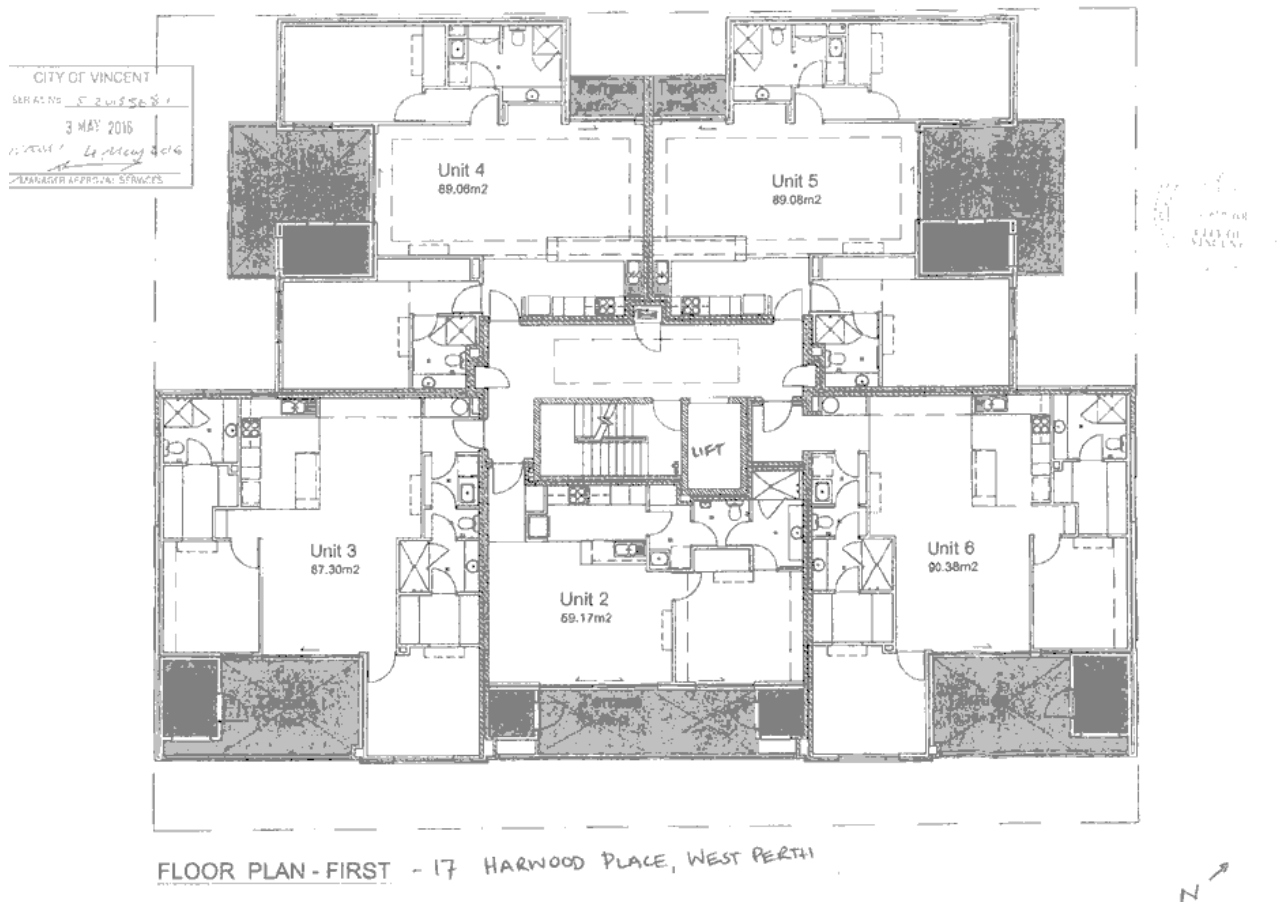 CITY OF VINCENT
3 MAY 2016
MANAGER APPROVAL SERVICES
Terrace
Terrace
Unit 4
89.06m2
Unit 5
89.08m2
LIFT
Unit 3
87.30m2
Unit 2
59.17m2
Unit 6
90.38m2
FLOOR PLAN - FIRST - 17 HARWOOD PLACE, WEST PERTH
N